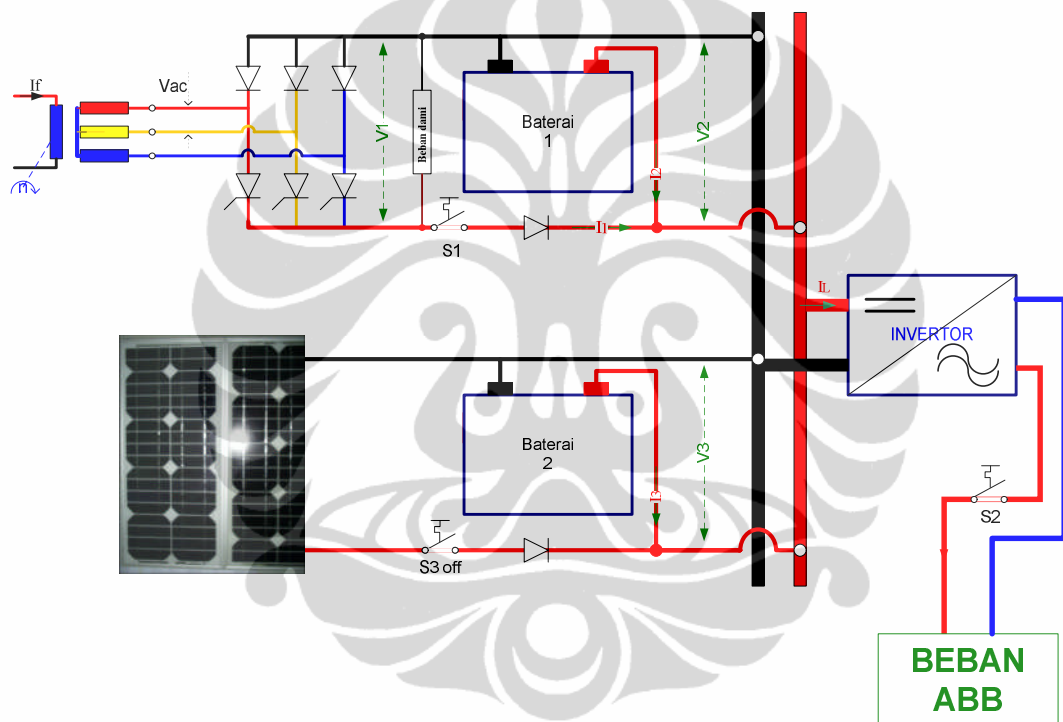 If
Vac
n
V1
Beban dami
Baterai
1
V2
I2
I1
S1
IL
INVERTOR
Baterai
2
V3
I3
S3 off
S2
BEBAN
ABB